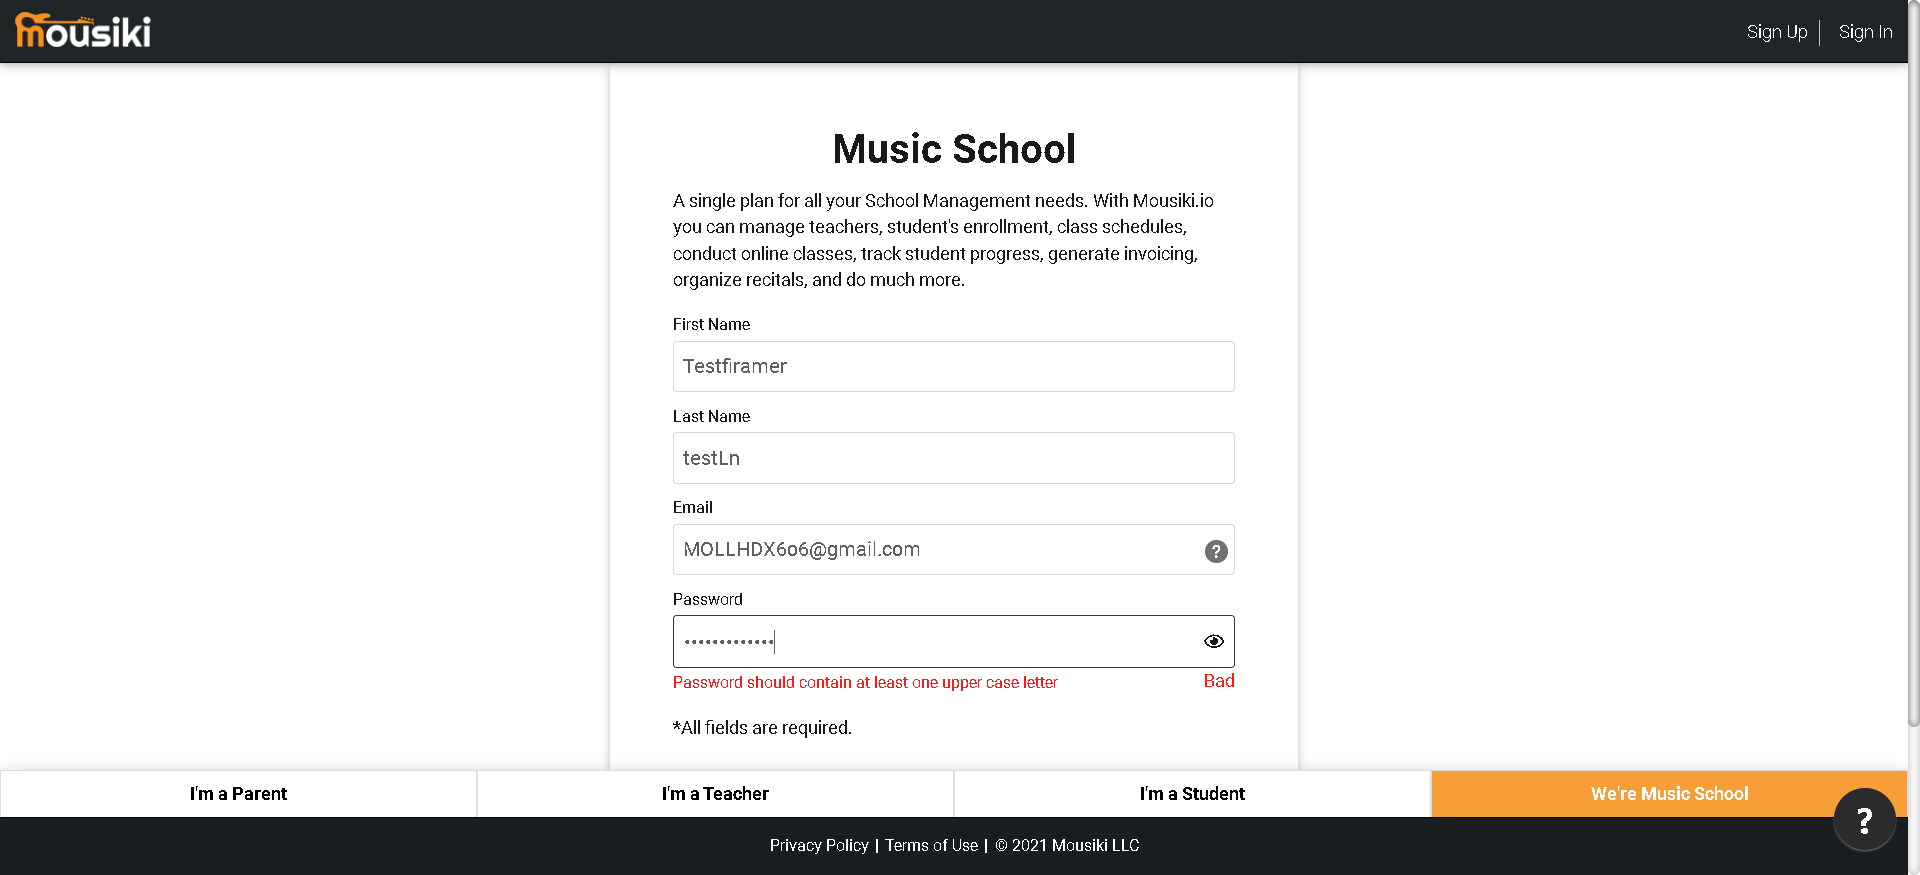 mousiki
Sign Up
Sign In
Music School
A single plan for all your School Management needs. With Mousiki.io
you can manage teachers, student's enrollment, class schedules,
conduct online classes, track student progress, generate invoicing,
organize recitals, and do much more.
First Name
Testfiramer
Last Name
testLn
Email
MOLLHDX6o6@gmail.com
?
Password
•••••••••••••
Password should contain at least one upper case letter
Bad
*All fields are required.
I'm a Parent
I'm a Teacher
I'm a Student
We're Music School
?
Privacy Policy | Terms of Use | © 2021 Mousiki LLC